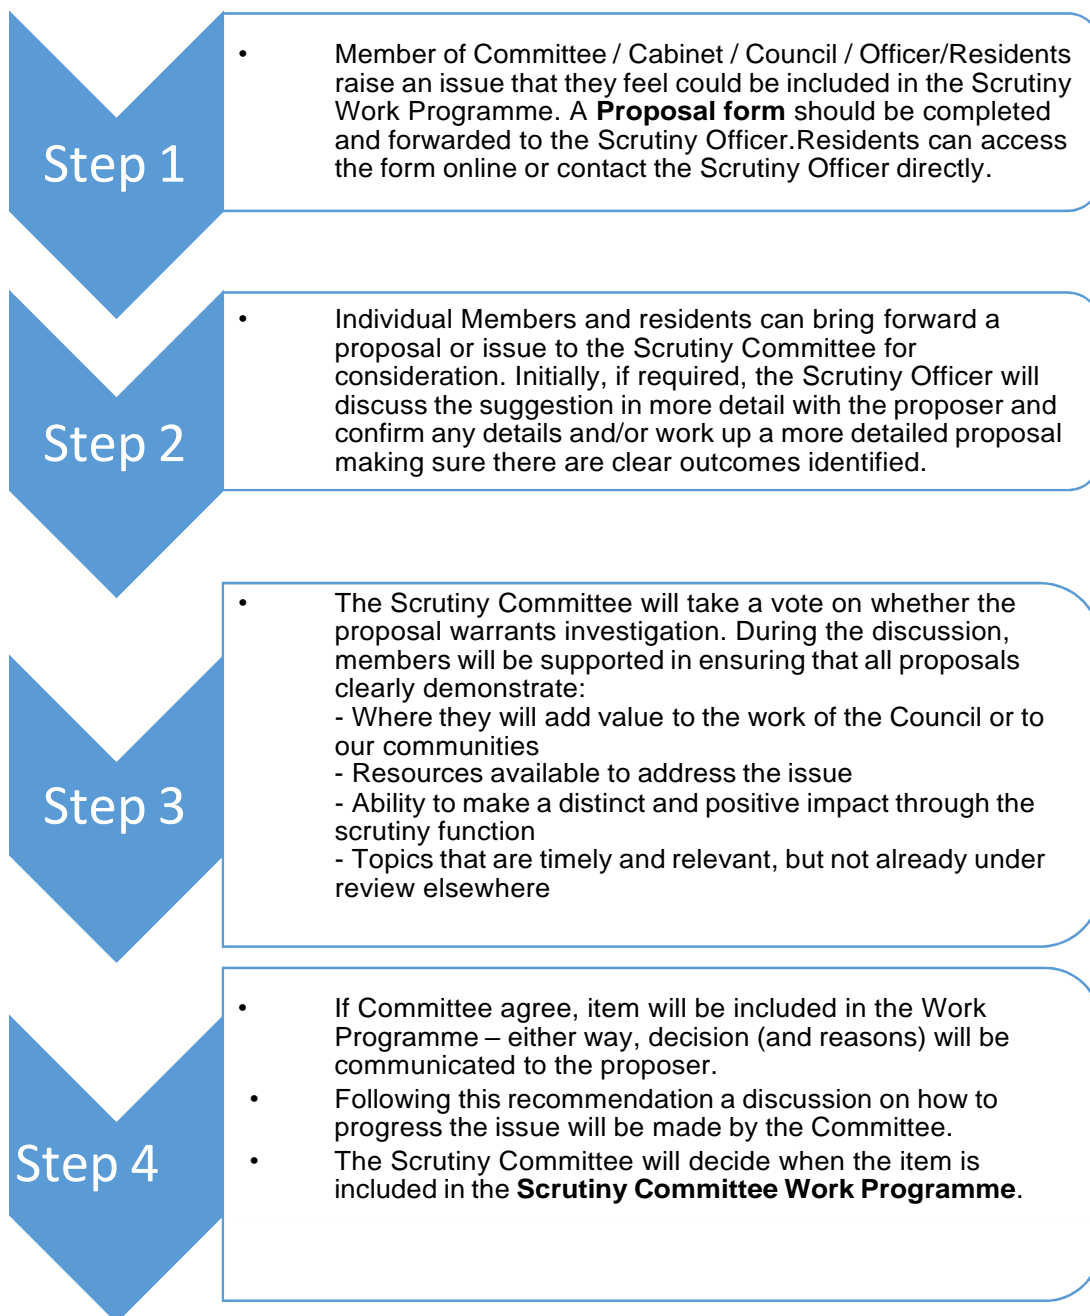 Step 1
• Member of Committee / Cabinet / Council / Officer/Residents
raise an issue that they feel could be included in the Scrutiny
Work Programme. A Proposal form should be completed
and forwarded to the Scrutiny Officer.Residents can access
the form online or contact the Scrutiny Officer directly.
Step 2
• Individual Members and residents can bring forward a
proposal or issue to the Scrutiny Committee for
consideration. Initially, if required, the Scrutiny Officer will
discuss the suggestion in more detail with the proposer and
confirm any details and/or work up a more detailed proposal
making sure there are clear outcomes identified.
Step 3
• The Scrutiny Committee will take a vote on whether the
proposal warrants investigation. During the discussion,
members will be supported in ensuring that all proposals
clearly demonstrate:
- Where they will add value to the work of the Council or to
our communities
- Resources available to address the issue
- Ability to make a distinct and positive impact through the
scrutiny function
- Topics that are timely and relevant, but not already under
review elsewhere
Step 4
• If Committee agree, item will be included in the Work
Programme – either way, decision (and reasons) will be
communicated to the proposer.
• Following this recommendation a discussion on how to
progress the issue will be made by the Committee.
• The Scrutiny Committee will decide when the item is
included in the Scrutiny Committee Work Programme.